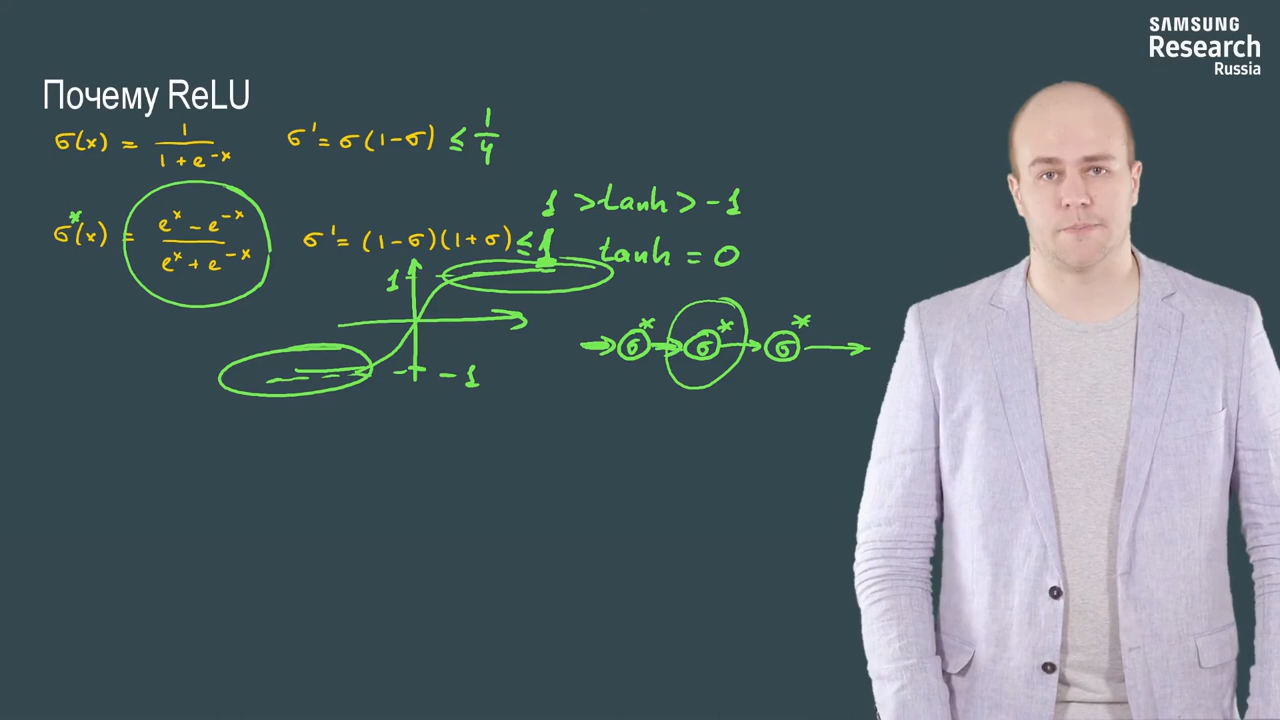 SAMSUNG
Research
Russia
Почему ReLU
σ(x) = 1 / (1 + e^-x) σ' = σ(1-σ) ≤ 1/4
σ*(x) = (e^x - e^-x) / (e^x + e^-x) σ' = (1-σ)(1+σ) ≤ 1
1 > tanh > -1
tanh = 0
1
-1
σ* σ* σ*